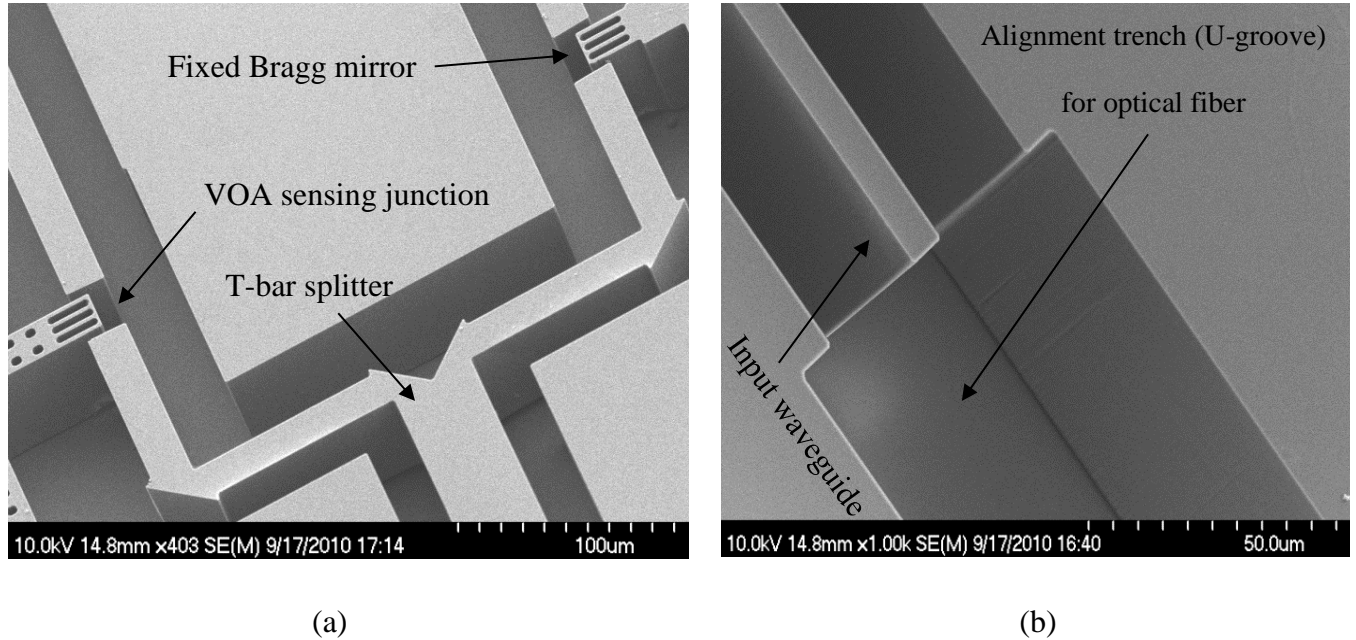 Fixed Bragg mirror
VOA sensing junction
T-bar splitter
10.0kV 14.8mm x403 SE(M) 9/17/2010 17:14 100um
Alignment trench (U-groove)
for optical fiber
Input waveguide
10.0kV 14.8mm x1.00k SE(M) 9/17/2010 16:40 50.0um
(a)
(b)